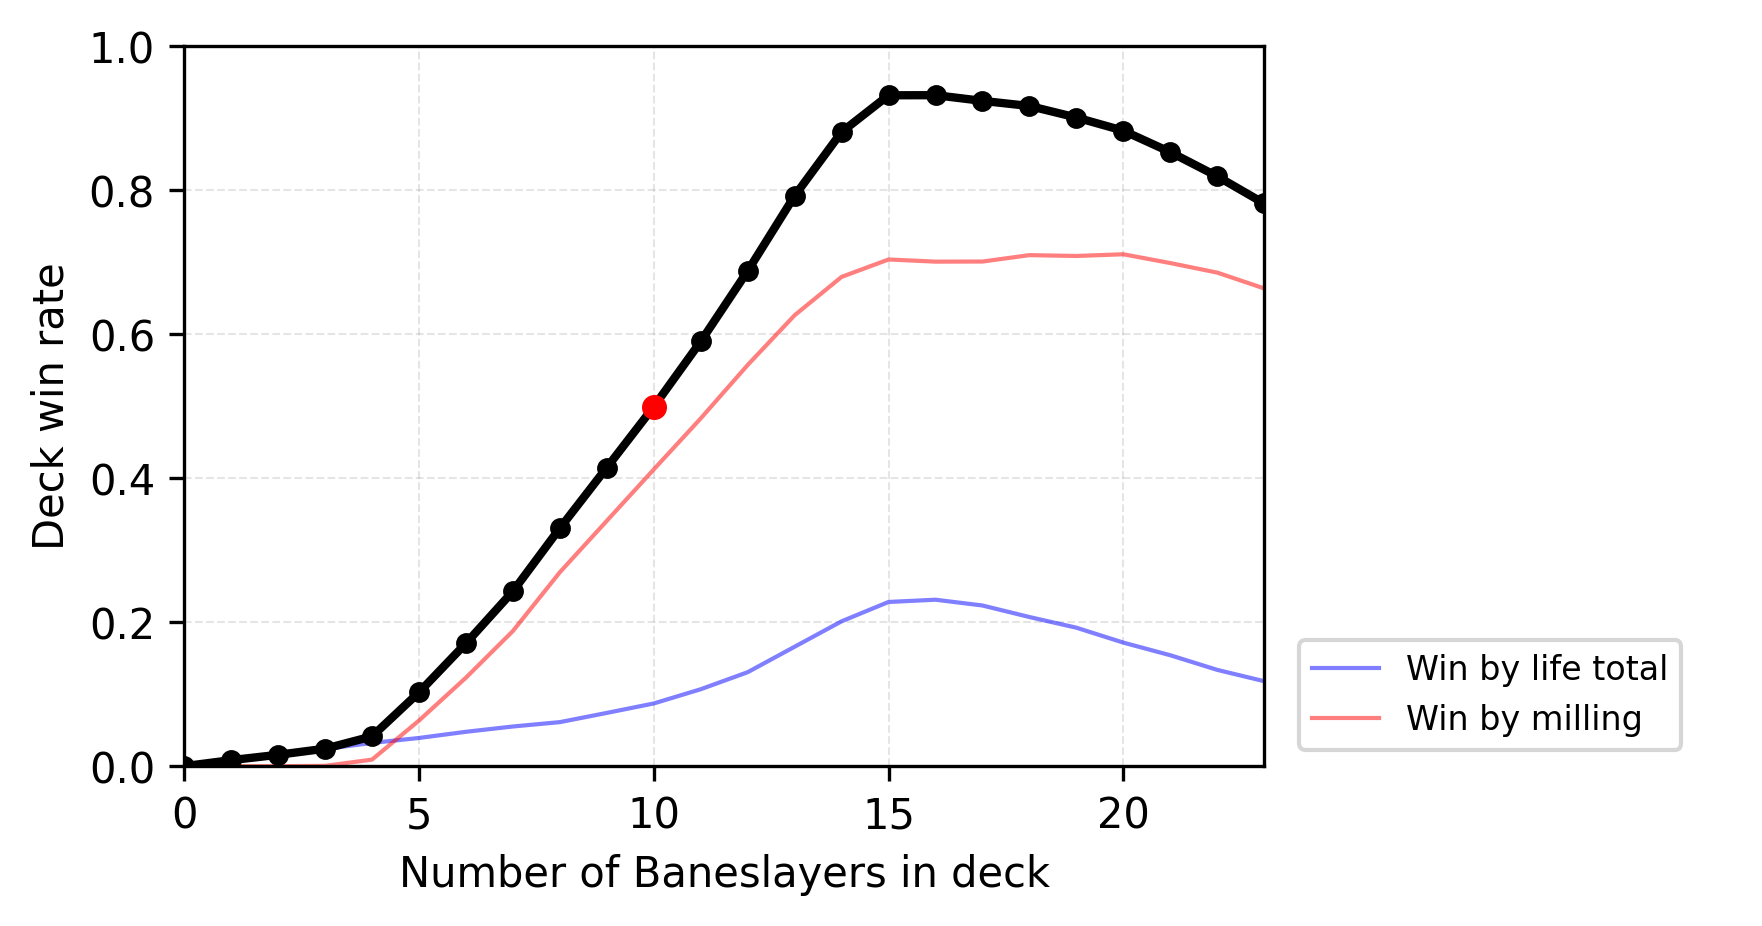 1.0
0.8
0.6
0.4
0.2
0.0
Deck win rate
0 5 10 15 20
Number of Baneslayers in deck
Win by life total
Win by milling